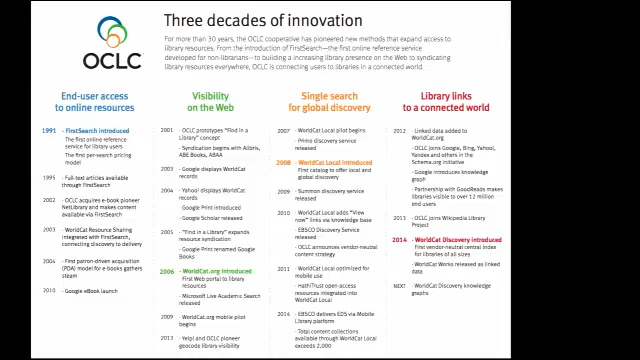 Three decades of innovation
For more than 30 years, the OCLC cooperative has pioneered new methods that expand access to
library resources. From the introduction of FirstSearch—the first online reference service
developed for non-librarians—to building a increasing library presence on the Web to syndicating
library resources everywhere, OCLC is connecting users to libraries in a connected world.
OCLC
End-user access
to online resources
1991 - FirstSearch introduced
The first online reference
service for library users
The first per-search pricing
model
1995 - Full-text articles available
through FirstSearch
2002 - OCLC acquires e-book pioneer
NetLibrary and makes content
available via FirstSearch
2003 - WorldCat Resource Sharing
integrated with FirstSearch,
connecting discovery to delivery
2004 - First patron-driven acquisition
(PDA) model for e-books gathers
steam
2010 - Google eBook launch
Visibility
on the Web
2001 - OCLC prototypes "Find in a
Library" concept
- Syndication begins with Alibris,
ABE Books, ABAA
2003 - Google displays WorldCat
records
2004 - Yahoo! displays WorldCat
records
- Google Print introduced
- Google Scholar released
2005 - "Find in a Library" expands
resource syndication
- Google Print renamed Google
Books
2006 - WorldCat.org introduced
First Web portal to library
resources
- Microsoft Live Academic Search
released
2009 - WorldCat.org mobile pilot
begins
2013 - Yelp! and OCLC pioneer
geocode library visibility
Single search
for global discovery
2007 - WorldCat Local pilot begins
- Primo discovery service
released
2008 - WorldCat Local introduced
First catalog to offer local and
global discovery
2009 - Summon discovery service
released
2010 - WorldCat Local adds "View
now" links via knowledge base
- EBSCO Discovery Service
released
- OCLC announces vendor-neutral
content strategy
2011 - WorldCat Local optimized for
mobile use
- HathiTrust open-access
resources integrated into
WorldCat Local
2014 - EBSCO delivers EDS via Mobile
Library platform
- Total content collections
available through WorldCat Local
exceeds 2,000
Library links
to a connected world
2012 - Linked data added to
WorldCat.org
- OCLC joins Google, Bing, Yahoo!,
Yandex and others in the
Schema.org initiative
- Google introduces knowledge
graph
- Partnership with GoodReads makes
libraries visible to over 12 million
end users
2013 - OCLC joins Wikipedia Library
Project
2014 - WorldCat Discovery introduced
First vendor-neutral central index
for libraries of all sizes
- WorldCat Works released as linked
data
NEXT - WorldCat Discovery knowledge
graphs